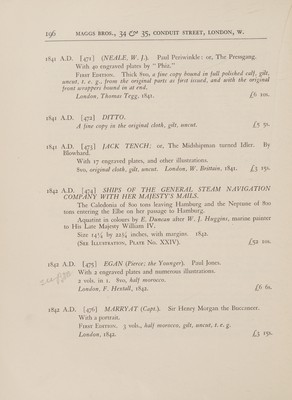 196 MAGGS BROS., 34 & 35, CONDUIT STREET, LONDON, W.
1841 A.D. [471] (NEALE, W. J.). Paul Periwinkle: or, The Pressgang.
With 40 engraved plates by "Phiz."
FIRST EDITION. Thick 8vo, a fine copy bound in full polished calf, gilt,
uncut, t. e. g., from the original parts as first issued, and with the original
front wrappers bound in at end.
London, Thomas Tegg, 1841. £6 10s.
1841 A.D. [472] DITTO.
A fine copy in the original cloth, gilt, uncut. £5 5s.
1841 A.D. [473] JACK TENCH: or, The Midshipman turned Idler. By
Blowhard.
With 17 engraved plates, and other illustrations.
8vo, original cloth, gilt, uncut. London, W. Brittain, 1841. £3 15s.
1842 A.D. [474] SHIPS OF THE GENERAL STEAM NAVIGATION
COMPANY WITH HER MAJESTY'S MAILS.
The Caledonia of 800 tons leaving Hamburg and the Neptune of 800
tons entering the Elbe on her passage to Hamburg.
Aquatint in colours by E. Duncan after W. J. Huggins, marine painter
to His Late Majesty William IV.
Size 14¾ by 22¼ inches, with margins. 1842.
(SEE ILLUSTRATION, PLATE No. XXIV). £32 10s.
1842 A.D. [475] EGAN (Pierce; the Younger). Paul Jones.
With 2 engraved plates and numerous illustrations.
2 vols. in 1. 8vo, half morocco.
London, F. Hextall, 1842. £6 6s.
1842 A.D. [476] MARRYAT (Capt.). Sir Henry Morgan the Buccaneer.
With a portrait.
FIRST EDITION. 3 vols., half morocco, gilt, uncut, t. e. g.
London, 1842. £3 15s.